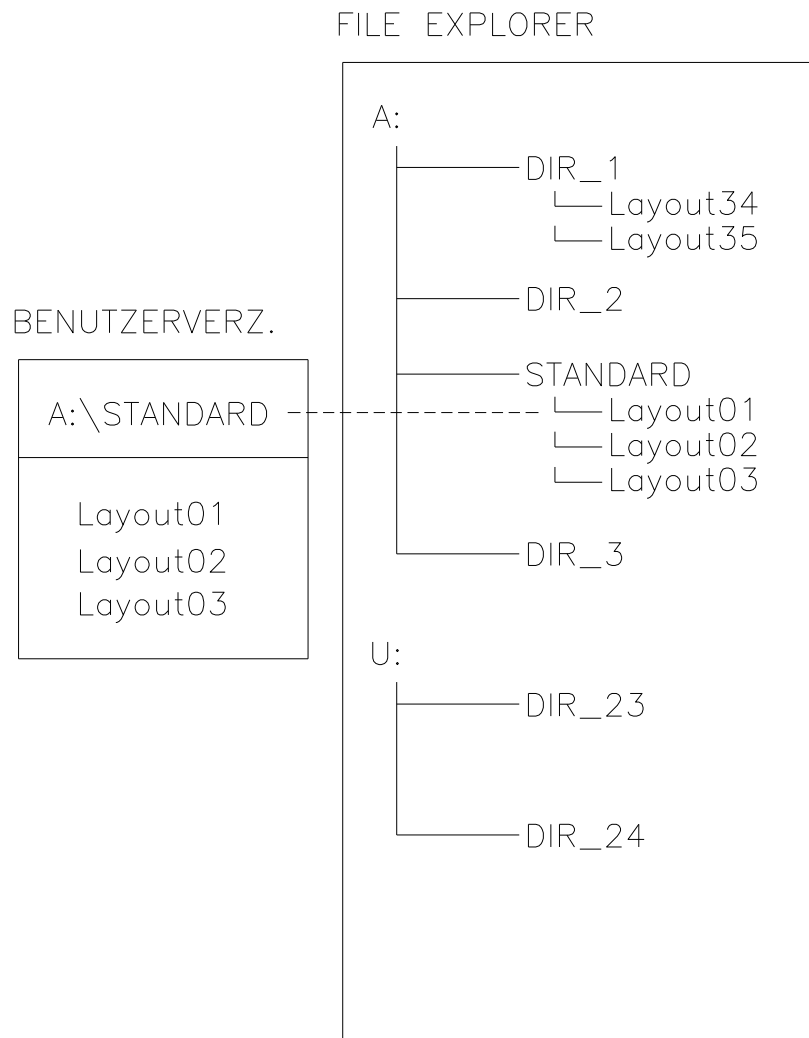 FILE EXPLORER
A:
DIR_1
Layout34
Layout35
DIR_2
STANDARD
Layout01
Layout02
Layout03
DIR_3
U:
DIR_23
DIR_24
BENUTZERVERZ.
A:\STANDARD
Layout01
Layout02
Layout03